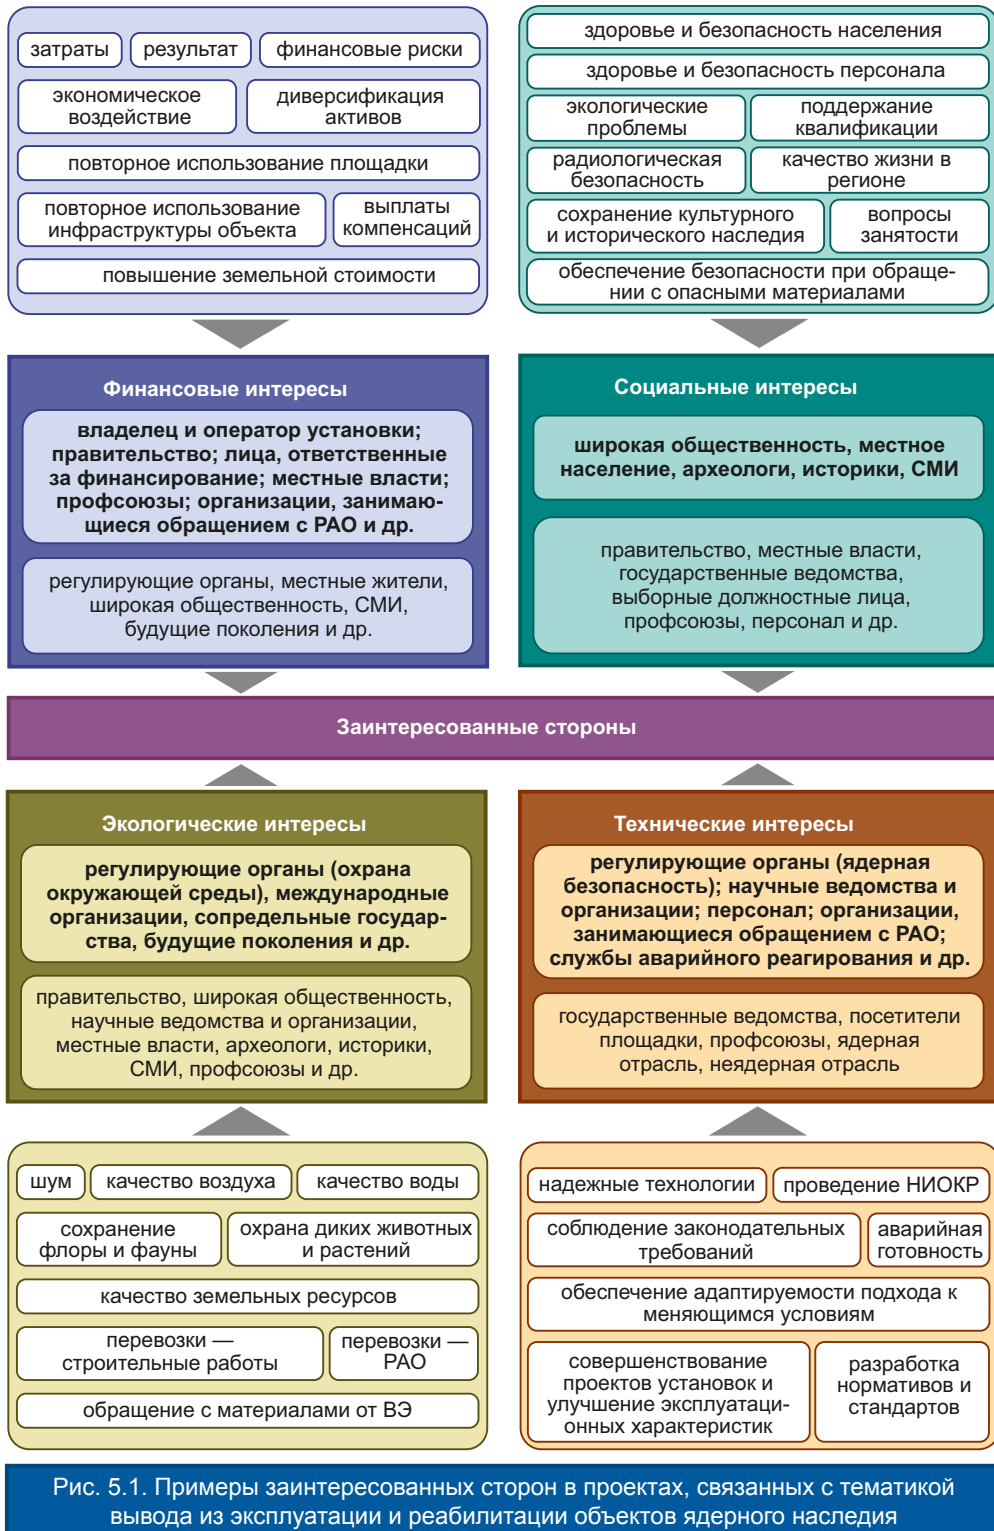 затраты
результат
финансовые риски
экономическое
воздействие
диверсификация
активов
повторное использование площадки
повторное использование
инфраструктуры объекта
выплаты
компенсаций
повышение земельной стоимости
здоровье и безопасность населения
здоровье и безопасность персонала
экологические
проблемы
поддержание
квалификации
радиологическая
безопасность
качество жизни в
регионе
сохранение культурного
и исторического наследия
вопросы
занятости
обеспечение безопасности при обраще-
нии с опасными материалами
Финансовые интересы
владелец и оператор установки;
правительство; лица, ответственные
за финансирование; местные власти;
профсоюзы; организации, занимаю-
щиеся обращением с РАО и др.
регулирующие органы, местные жители,
широкая общественность, СМИ,
будущие поколения и др.
Социальные интересы
широкая общественность, местное
население, археологи, историки, СМИ
правительство, местные власти,
государственные ведомства,
выборные должностные лица,
профсоюзы, персонал и др.
Заинтересованные стороны
Экологические интересы
регулирующие органы (охрана
окружающей среды), международные
организации, сопредельные государ-
ства, будущие поколения и др.
правительство, широкая общественность,
научные ведомства и организации,
местные власти, археологи, историки,
СМИ, профсоюзы и др.
Технические интересы
регулирующие органы (ядерная
безопасность); научные ведомства и
организации; персонал; организации,
занимающиеся обращением с РАО;
службы аварийного реагирования и др.
государственные ведомства, посетители
площадки, профсоюзы, ядерная
отрасль, неядерная отрасль
шум
качество воздуха
качество воды
сохранение
флоры и фауны
охрана диких животных
и растений
качество земельных ресурсов
перевозки —
строительные работы
перевозки —
РАО
обращение с материалами от ВЭ
надежные технологии
проведение НИОКР
соблюдение законодательных
требований
аварийная
готовность
обеспечение адаптируемости подхода к
меняющимся условиям
совершенствование
проектов установок и
улучшение эксплуатаци-
онных характеристик
разработка
нормативов и
стандартов
Рис. 5.1. Примеры заинтересованных сторон в проектах, связанных с тематикой
вывода из эксплуатации и реабилитации объектов ядерного наследия